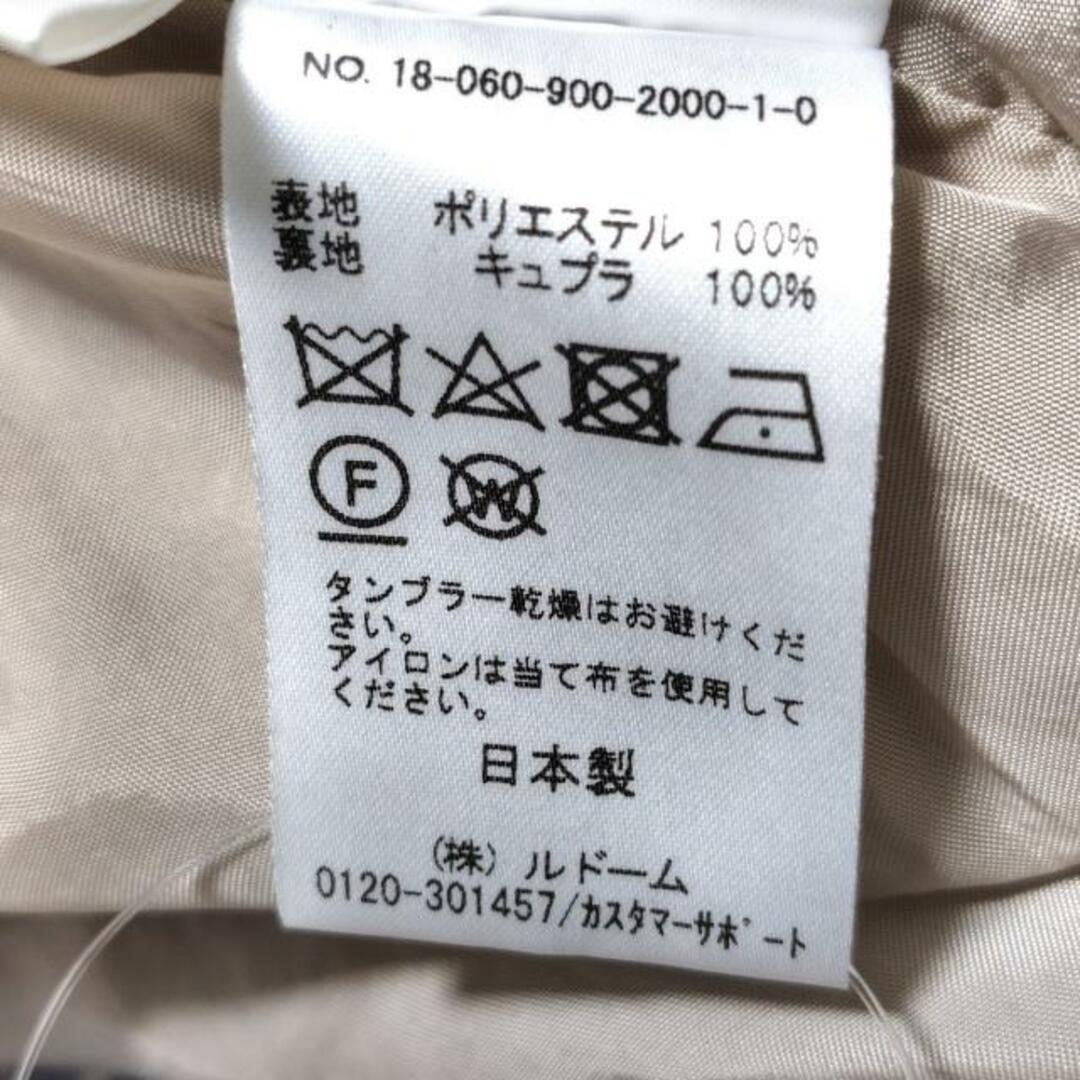 NO. 18-060-900-2000-1-0
表地 ポリエステル 100%
裏地 キュプラ 100%
F W
タンブラー乾燥はお避けくだ
さい。
アイロンは当て布を使用して
ください。
日本製
(株) ルドーム
0120-301457/カスタマーサポート